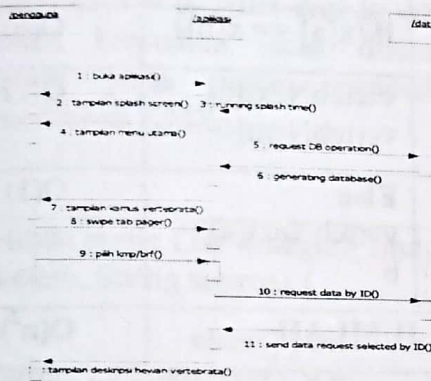 /pengguna
/aplikasi
/dat
1 : buka aplikasi()
2 : tampilan splash screen()
3 : running splash time()
4 : tampilan menu utama()
5 : request DB operation()
6 : generating database()
7 : tampilan kamus vertebrata()
8 : swipe tab pager()
9 : pilih kmp/brf()
10 : request data by ID()
11 : send data request selected by ID()
: tampilan deskripsi hewan vertebrata()